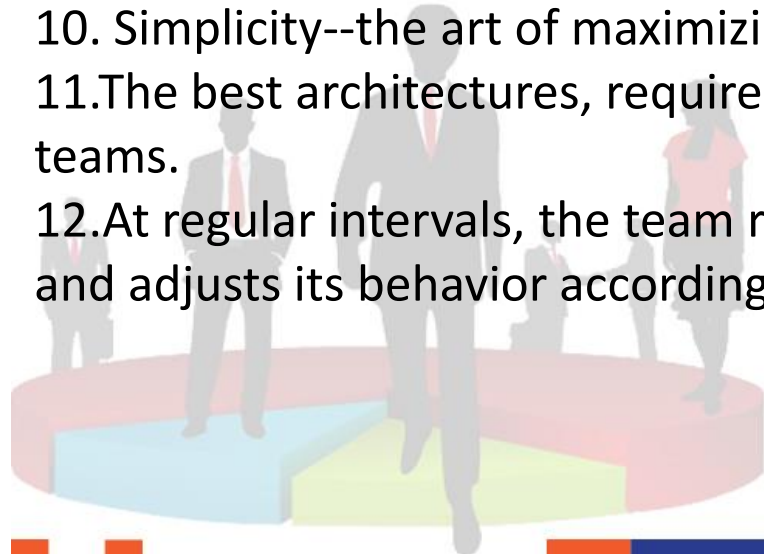 10. Simplicity--the art of maximizi
11.The best architectures, require
teams.
12.At regular intervals, the team r
and adjusts its behavior according